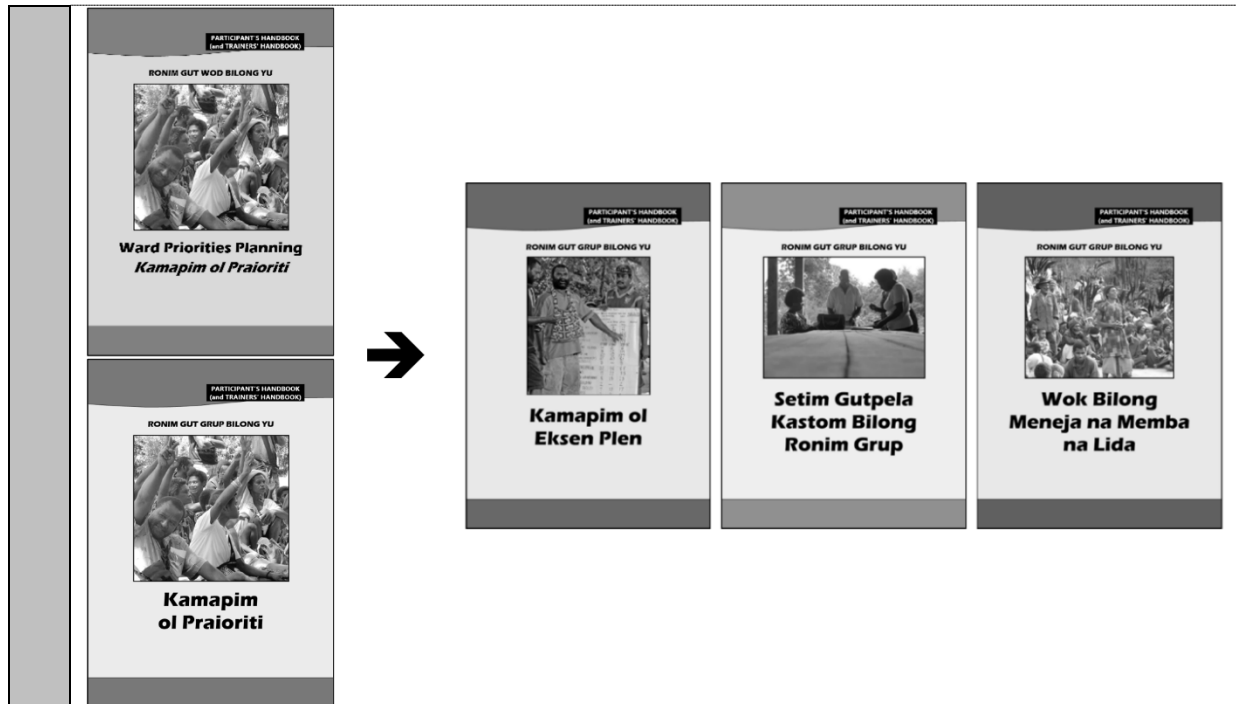 PARTICIPANT'S HANDBOOK
(and TRAINERS' HANDBOOK)
RONIM GUT WOD BILONG YU
Ward Priorities Planning
Kamapim ol Praioriti
PARTICIPANT'S HANDBOOK
(and TRAINERS' HANDBOOK)
RONIM GUT GRUP BILONG YU
Kamapim
ol Praioriti
PARTICIPANT'S HANDBOOK
(and TRAINERS' HANDBOOK)
RONIM GUT GRUP BILONG YU
Kamapim ol
Eksen Plen
PARTICIPANT'S HANDBOOK
(and TRAINERS' HANDBOOK)
RONIM GUT GRUP BILONG YU
Setim Gutpela
Kastom Bilong
Ronim Grup
PARTICIPANT'S HANDBOOK
(and TRAINERS' HANDBOOK)
RONIM GUT GRUP BILONG YU
Wok Bilong
Meneja na Memba
na Lida